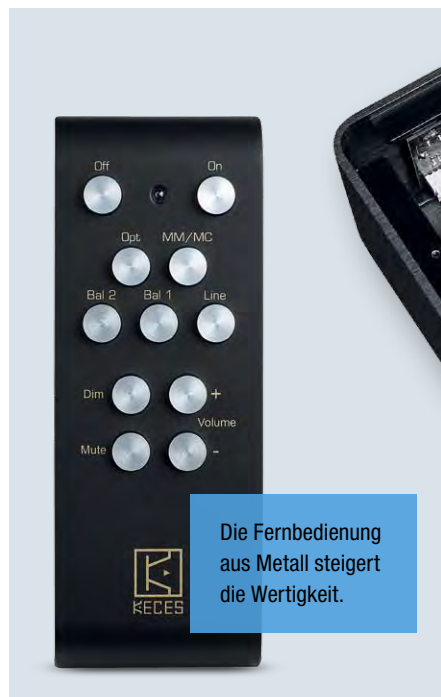 Off On
Opt MM/MC
Bal 2 Bal 1 Line
Dim +
Volume
Mute -
KECES
Die Fernbedienung
aus Metall steigert
die Wertigkeit.